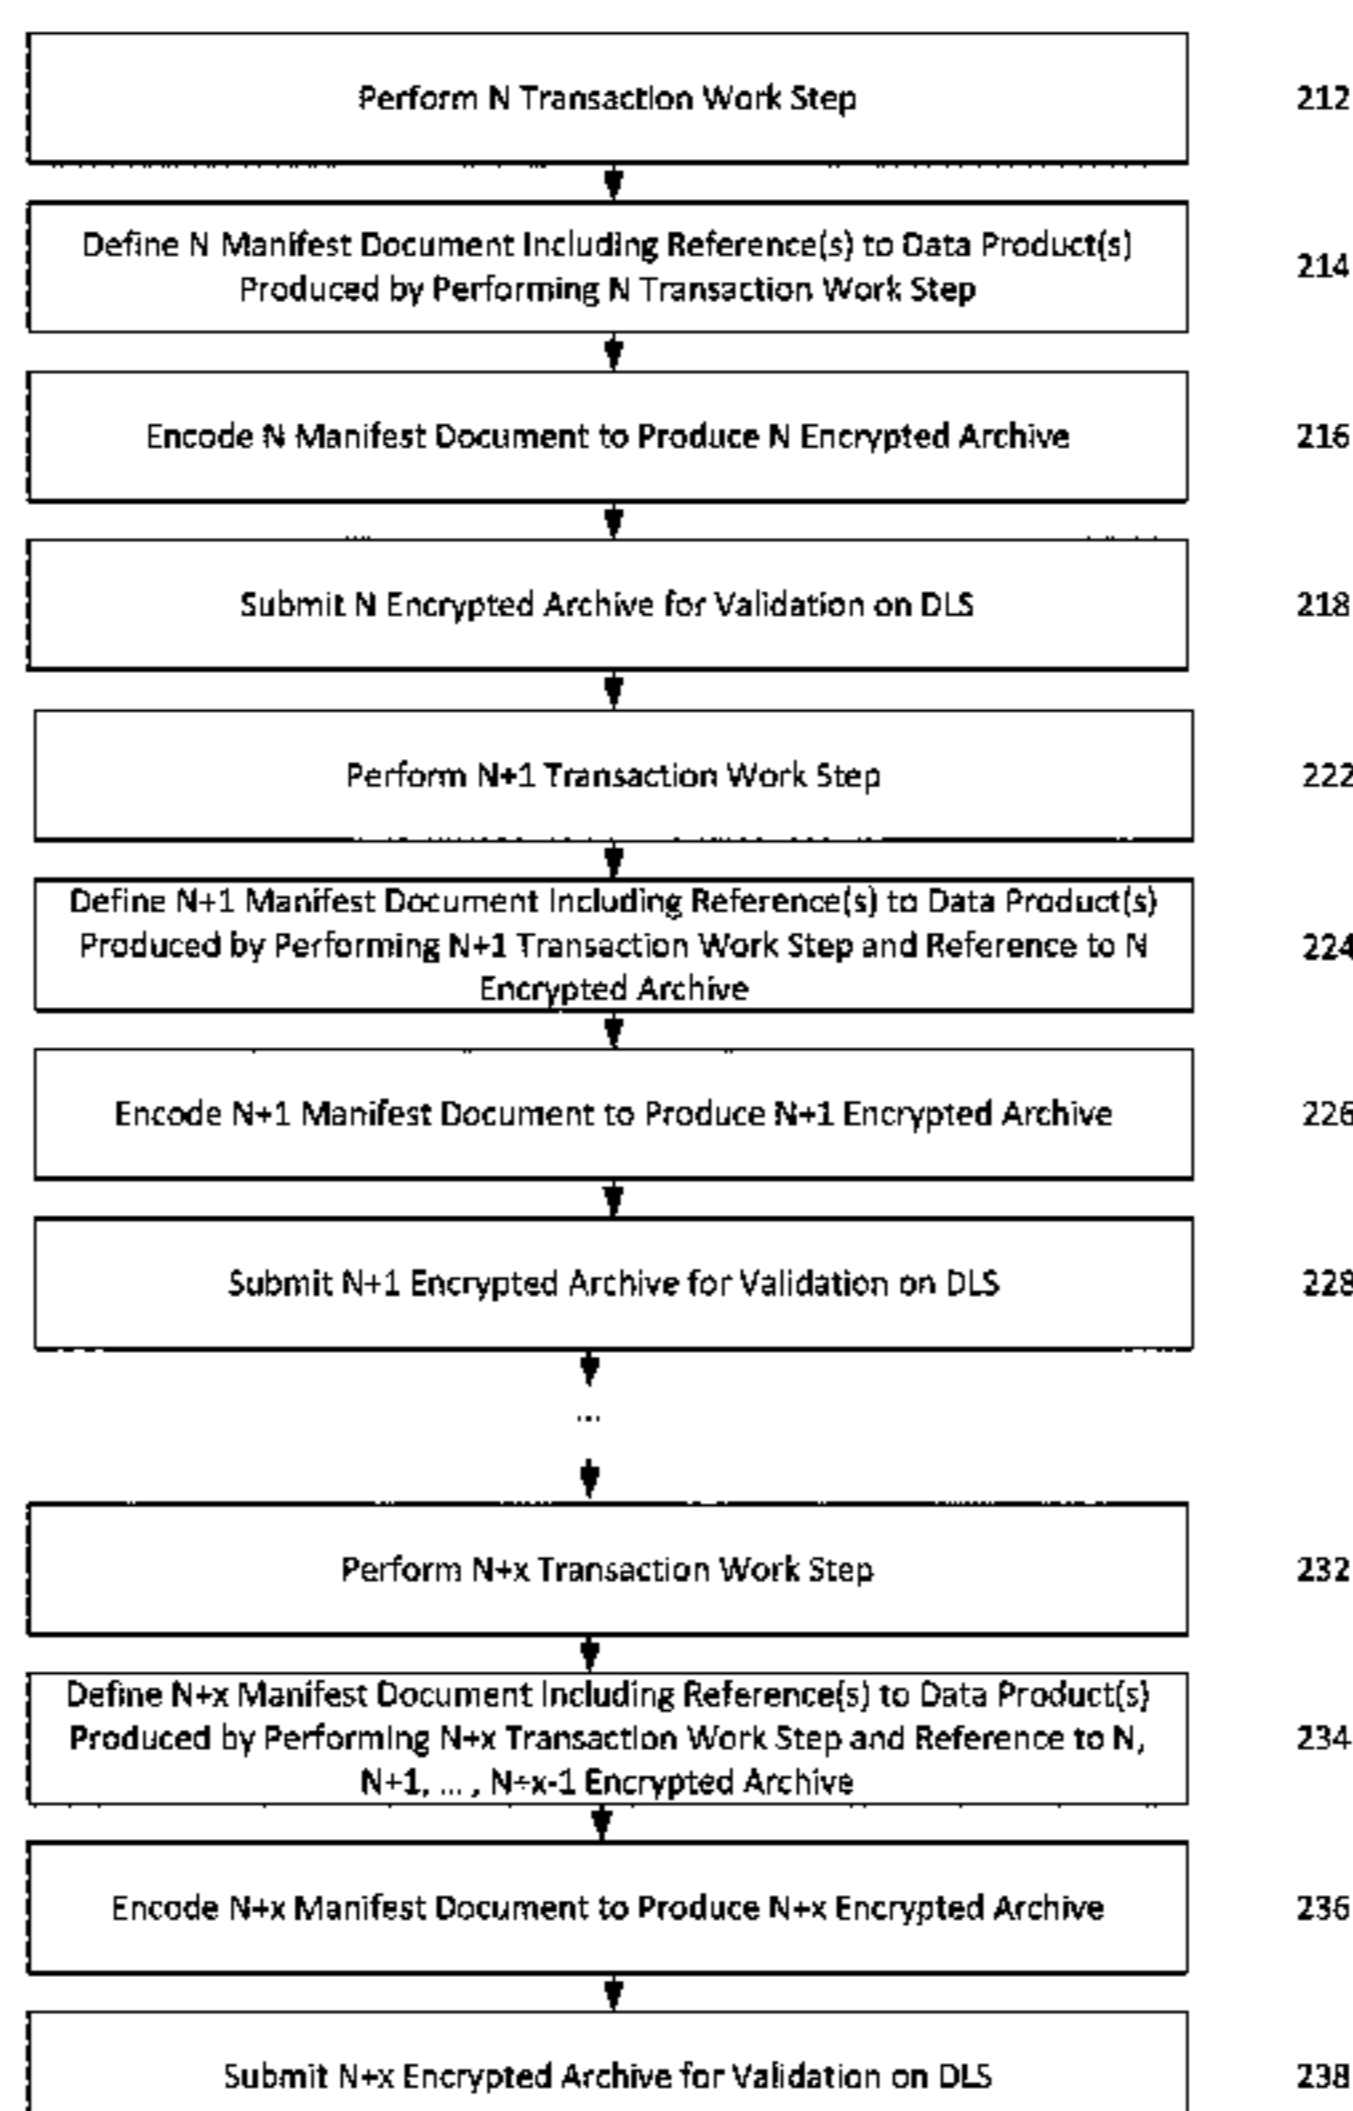 Perform N Transaction Work Step
212
Define N Manifest Document Including Reference(s) to Data Product(s)
Produced by Performing N Transaction Work Step
214
Encode N Manifest Document to Produce N Encrypted Archive
216
Submit N Encrypted Archive for Validation on DLS
218
Perform N+1 Transaction Work Step
222
Define N+1 Manifest Document Including Reference(s) to Data Product(s)
Produced by Performing N+1 Transaction Work Step and Reference to N
Encrypted Archive
224
Encode N+1 Manifest Document to Produce N+1 Encrypted Archive
226
Submit N+1 Encrypted Archive for Validation on DLS
228
...
Perform N+x Transaction Work Step
232
Define N+x Manifest Document Including Reference(s) to Data Product(s)
Produced by Performing N+x Transaction Work Step and Reference to N,
N+1, ... , N+x-1 Encrypted Archive
234
Encode N+x Manifest Document to Produce N+x Encrypted Archive
236
Submit N+x Encrypted Archive for Validation on DLS
238